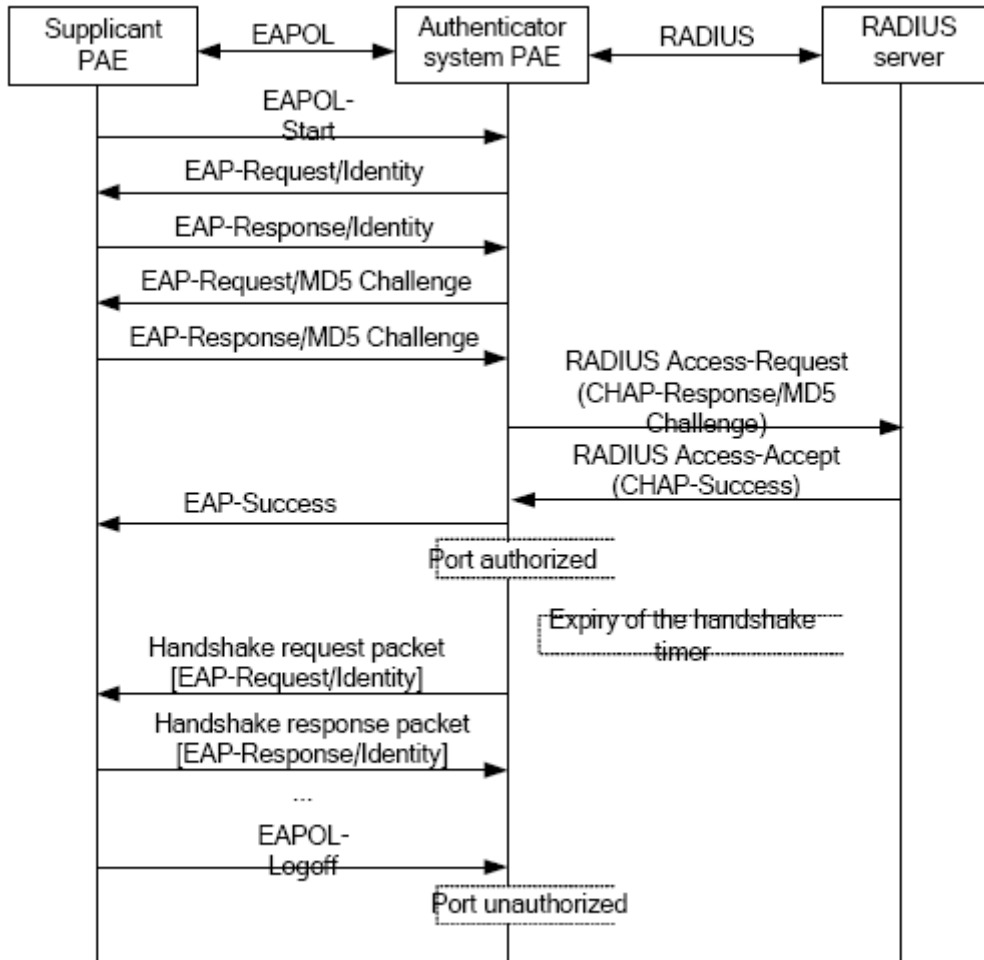 Supplicant
PAE
EAPOL
Authenticator
system PAE
RADIUS
RADIUS
server
EAPOL-
Start
EAP-Request/Identity
EAP-Response/Identity
EAP-Request/MD5 Challenge
EAP-Response/MD5 Challenge
RADIUS Access-Request
(CHAP-Response/MD5
Challenge)
RADIUS Access-Accept
(CHAP-Success)
EAP-Success
Port authorized
Expiry of the handshake
timer
Handshake request packet
[EAP-Request/Identity]
Handshake response packet
[EAP-Response/Identity]
...
EAPOL-
Logoff
Port unauthorized